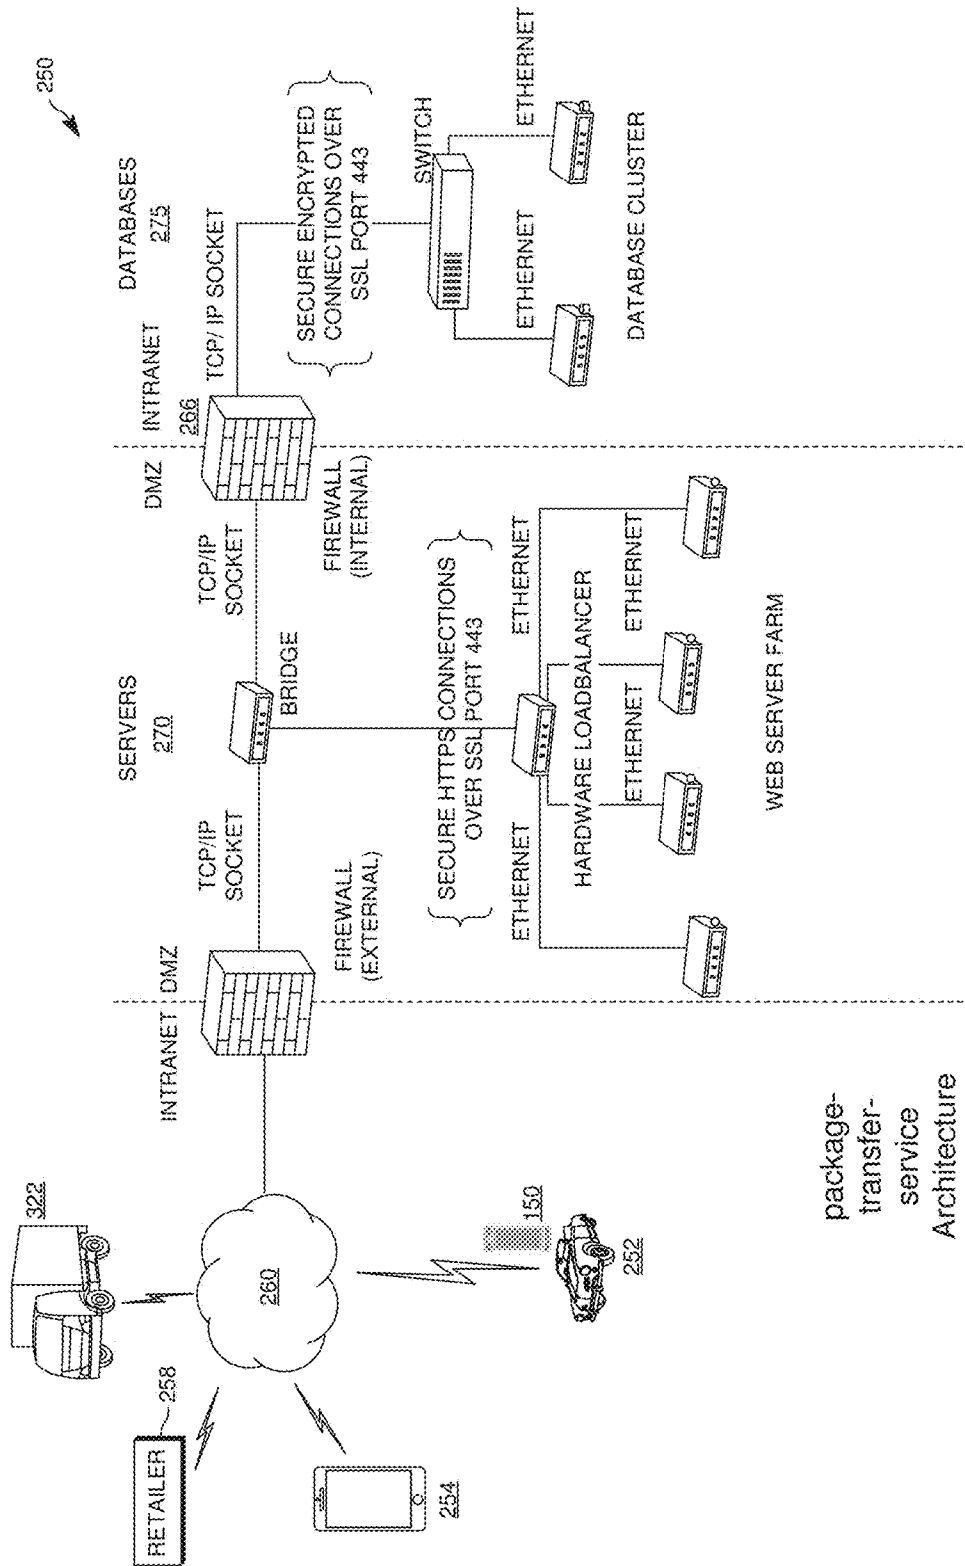 250
DATABASES
275
INTRANET
266
TCP/ IP SOCKET
SECURE ENCRYPTED
CONNECTIONS OVER
SSL PORT 443
SWITCH
ETHERNET
ETHERNET
DATABASE CLUSTER
DMZ
TCP/IP
SOCKET
FIREWALL
(INTERNAL)
SERVERS
270
BRIDGE
TCP/IP
SOCKET
SECURE HTTPS CONNECTIONS
OVER SSL PORT 443
ETHERNET
ETHERNET
HARDWARE LOADBALANCER
ETHERNET
ETHERNET
WEB SERVER FARM
DMZ
FIREWALL
(EXTERNAL)
INTRANET
322
260
RETAILER
258
254
150
252
package-
transfer-
service
Architecture